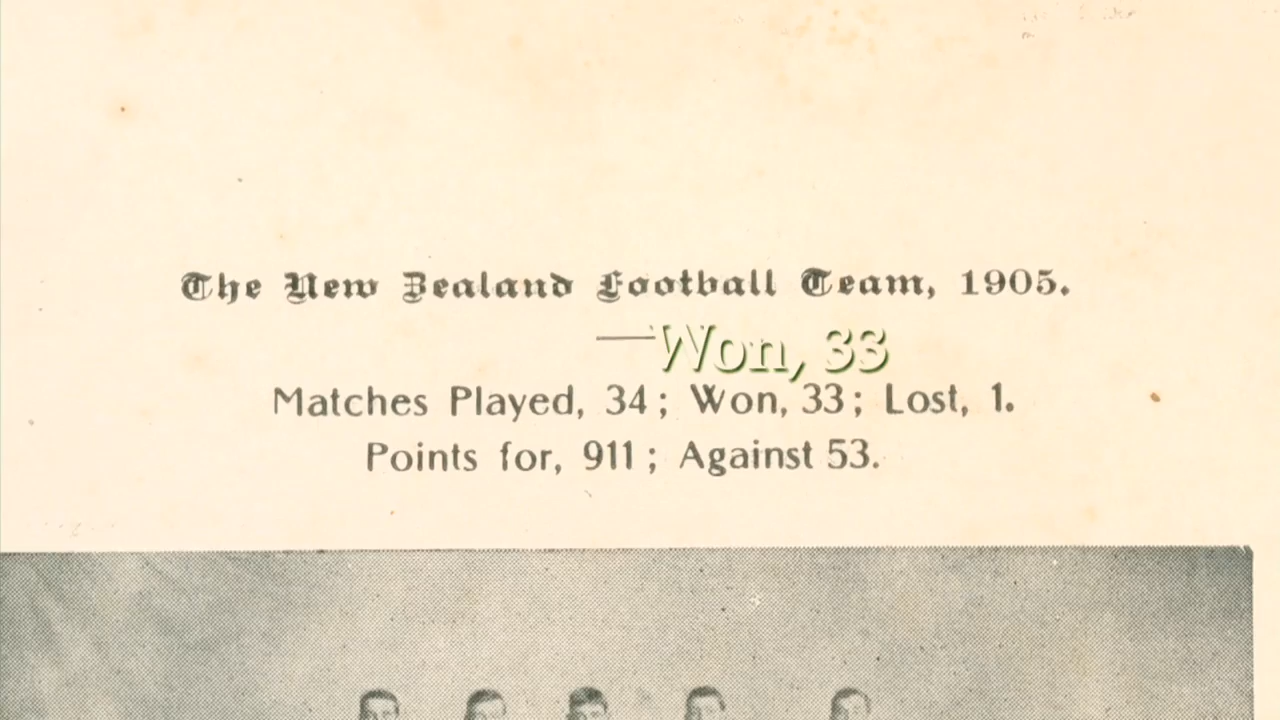 The New Zealand Football Team, 1905.
Won, 33
Matches Played, 34; Won, 33; Lost, 1.
Points for, 911; Against 53.